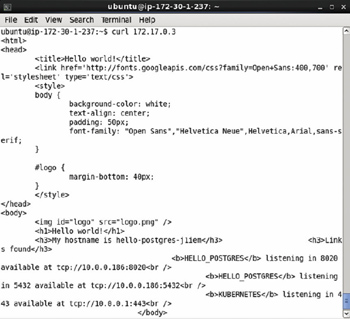 ubuntu@ip-172-30-1-237: ~
File Edit View Search Terminal Help
ubuntu@ip-172-30-1-237:~$ curl 172.17.0.3
<html>
<head>
<title>Hello world!</title>
<link href='http://fonts.googleapis.com/css?family=Open+Sans:400,700' re
l='stylesheet' type='text/css'>
<style>
body {
background-color: white;
text-align: center;
padding: 50px;
font-family: "Open Sans","Helvetica Neue",Helvetica,Arial,sans-s
erif;
}
#logo {
margin-bottom: 40px;
}
</style>
</head>
<body>
<img id="logo" src="logo.png" />
<h1>Hello world!</h1>
<h3>My hostname is hello-postgres-jiiem</h3> <h3>Link
s found</h3>
<b>HELLO_POSTGRES</b> listening in 8020
available at tcp://10.0.0.186:8020<br />
<b>HELLO_POSTGRES</b> listening
in 5432 available at tcp://10.0.0.186:5432<br />
<b>KUBERNETES</b> listening in 4
43 available at tcp://10.0.0.1:443<br />
</body>